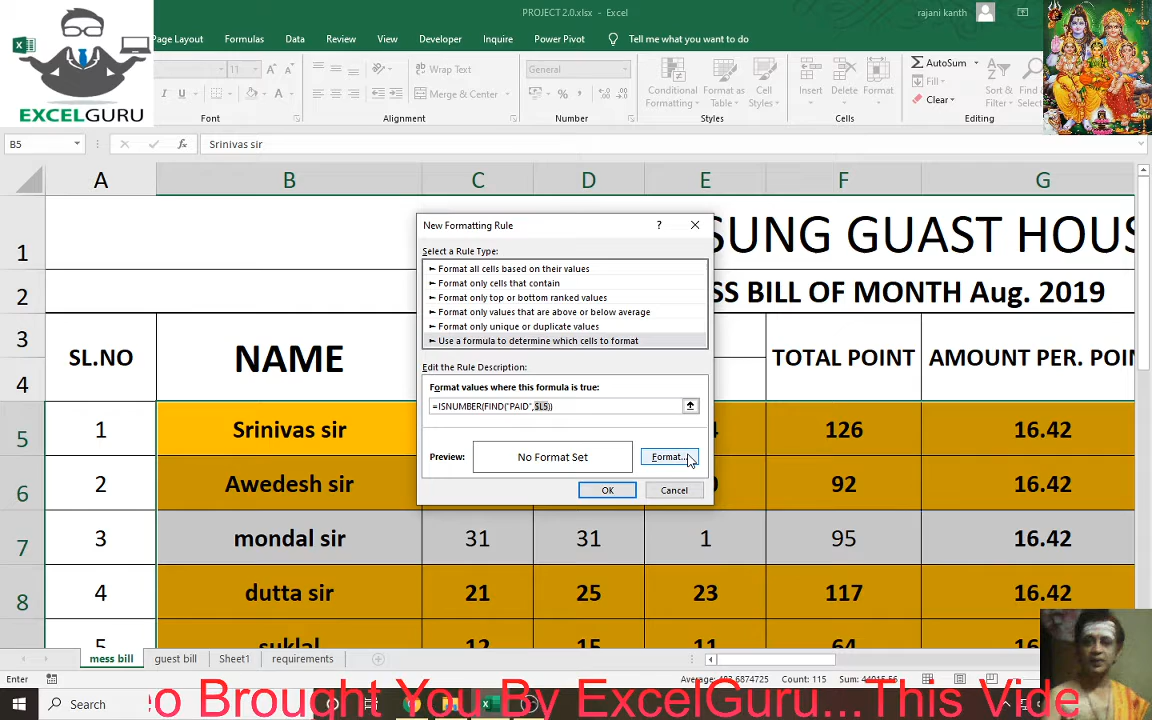 PROJECT 2.0.xlsx - Excel
rajani kanth
Page Layout Formulas Data Review View Developer Inquire Power Pivot Tell me what you want to do
11 Wrap Text General AutoSum
Fill
Merge & Center Conditional Formatting Format as Table Cell Styles Insert Delete Format Clear Sort & Filter Find &
EXCELGURU
Font Alignment Number Styles Cells Editing
B5 Srinivas sir
A B C D E F G
1 SUNG GUAST HOUS
2 SS BILL OF MONTH Aug. 2019
3
4
SL.NO NAME TOTAL POINT AMOUNT PER. POIN
5 1 Srinivas sir 4 126 16.42
6 2 Awedesh sir 92 16.42
7 3 mondal sir 31 31 1 95 16.42
8 4 dutta sir 21 25 23 117 16.42
5 suklal 12 15 11 64
New Formatting Rule
Select a Rule Type:
► Format all cells based on their values
► Format only cells that contain
► Format only top or bottom ranked values
► Format only values that are above or below average
► Format only unique or duplicate values
► Use a formula to determine which cells to format
Edit the Rule Description:
Format values where this formula is true:
=ISNUMBER(FIND("PAID",$L5))
Preview: No Format Set Format...
OK Cancel
mess bill guest bill Sheet1 requirements
Enter Count: 115
Search
eo Brought You By ExcelGuru...This Vide